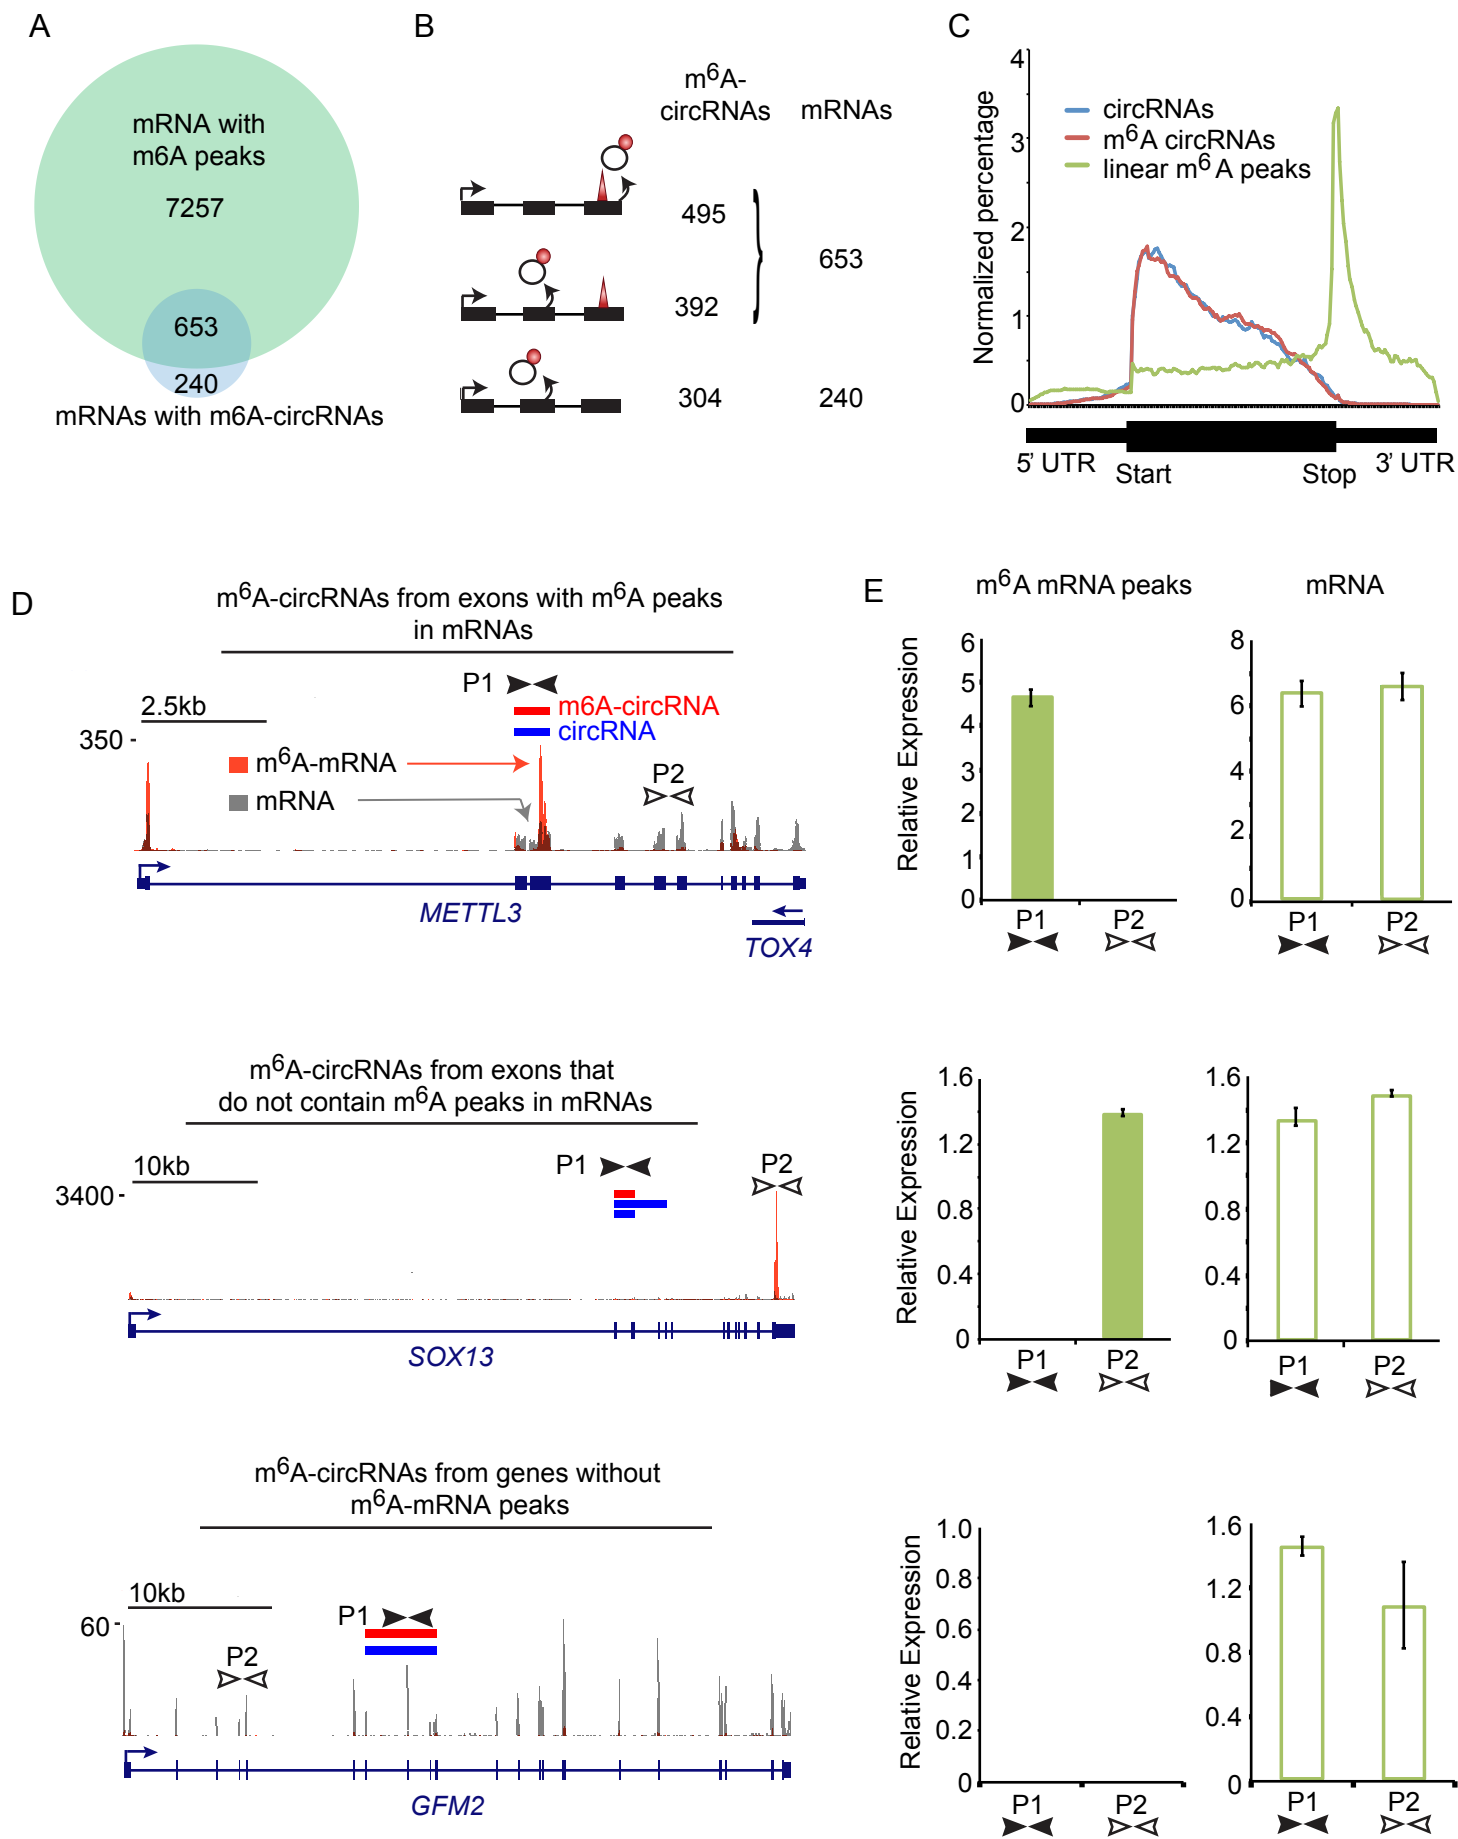 A
mRNA with
m6A peaks
7257
653
240
mRNAs with m6A-circRNAs
B
m⁶A-
circRNAs
mRNAs
495
653
392
304
240
C
Normalized percentage
4
3
2
1
0
circRNAs
m⁶A circRNAs
linear m⁶A peaks
5' UTR
Start
Stop
3' UTR
D
m⁶A-circRNAs from exons with m⁶A peaks
in mRNAs
P1
2.5kb
m6A-circRNA
circRNA
350
m⁶A-mRNA
mRNA
P2
METTL3
TOX4
m⁶A-circRNAs from exons that
do not contain m⁶A peaks in mRNAs
10kb
P1
P2
3400
SOX13
m⁶A-circRNAs from genes without
m⁶A-mRNA peaks
10kb
P1
60
P2
GFM2
E
m⁶A mRNA peaks
mRNA
Relative Expression
6
5
4
3
2
1
0
P1
P2
8
6
4
2
0
P1
P2
Relative Expression
1.6
1.2
0.8
0.4
0
P1
P2
1.6
1.2
0.8
0.4
0
P1
P2
Relative Expression
1.0
0.8
0.6
0.4
0.2
0
P1
P2
1.6
1.2
0.8
0.4
0
P1
P2